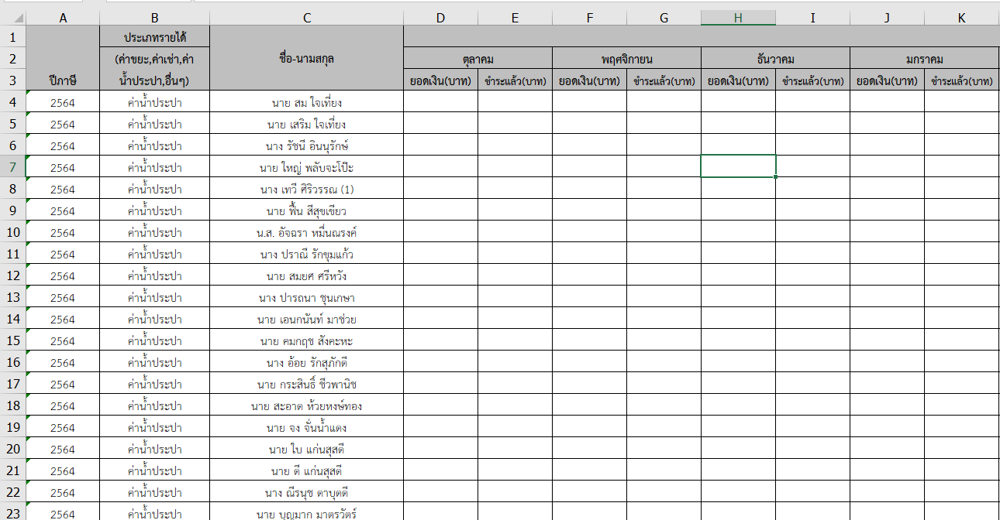 A B C D E F G H I J K
1 ประเภทรายได้
2 (ค่าขยะ,ค่าเช่า,ค่า ชื่อ-นามสกุล ตุลาคม พฤศจิกายน ธันวาคม มกราคม
3 ปีภาษี น้ำประปา,อื่นๆ) ยอดเงิน(บาท) ชำระแล้ว(บาท) ยอดเงิน(บาท) ชำระแล้ว(บาท) ยอดเงิน(บาท) ชำระแล้ว(บาท) ยอดเงิน(บาท) ชำระแล้ว(บาท)
4 2564 ค่าน้ำประปา นาย สม ใจเที่ยง
5 2564 ค่าน้ำประปา นาย เสริม ใจเที่ยง
6 2564 ค่าน้ำประปา นาง รัชนี อินนุรักษ์
7 2564 ค่าน้ำประปา นาย ใหญ่ พลับจะโป๊ะ
8 2564 ค่าน้ำประปา นาง เทวี ศิริวรรณ (1)
9 2564 ค่าน้ำประปา นาย ฟื้น สีสุขเขียว
10 2564 ค่าน้ำประปา น.ส. อัจฉรา หมื่นณรงค์
11 2564 ค่าน้ำประปา นาง ปราณี รักขุมแก้ว
12 2564 ค่าน้ำประปา นาย สมยศ ศรีหวัง
13 2564 ค่าน้ำประปา นาง ปารถนา ชุนเกษา
14 2564 ค่าน้ำประปา นาย เอนกนันท์ มาช่วย
15 2564 ค่าน้ำประปา นาย คมกฤช สังคะหะ
16 2564 ค่าน้ำประปา นาง อ้อย รักสุภักดี
17 2564 ค่าน้ำประปา นาย กระสินธิ์ ชีวพานิช
18 2564 ค่าน้ำประปา นาย สะอาด ห้วยหงษ์ทอง
19 2564 ค่าน้ำประปา นาย จง จั่นน้ำแดง
20 2564 ค่าน้ำประปา นาย ใบ แก่นสุสดี
21 2564 ค่าน้ำประปา นาย ดี แก่นสุสดี
22 2564 ค่าน้ำประปา นาง ณีรนุช ดาบุดดี
23 2564 ค่าน้ำประปา นาย บุญมาก มาตรวัตร์